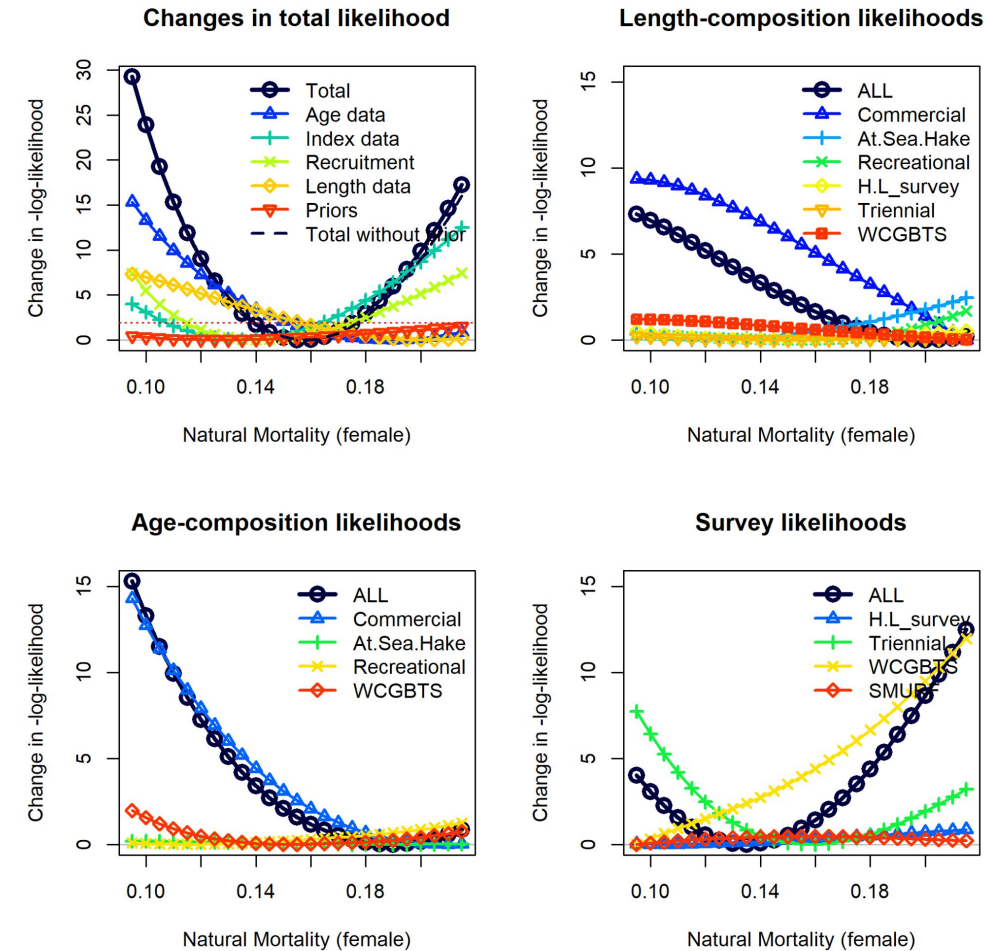 Changes in total likelihood
30
25
20
15
10
5
0
Change in -log-likelihood
Total
Age data
Index data
Recruitment
Length data
Priors
Total without prior
0.10
0.14
0.18
Natural Mortality (female)
Length-composition likelihoods
15
10
5
0
Change in -log-likelihood
ALL
Commercial
At.Sea.Hake
Recreational
H.L_survey
Triennial
WCGBTS
0.10
0.14
0.18
Natural Mortality (female)
Age-composition likelihoods
15
10
5
0
Change in -log-likelihood
ALL
Commercial
At.Sea.Hake
Recreational
WCGBTS
0.10
0.14
0.18
Natural Mortality (female)
Survey likelihoods
15
10
5
0
Change in -log-likelihood
ALL
H.L_survey
Triennial
WCGBTS
SMURF
0.10
0.14
0.18
Natural Mortality (female)